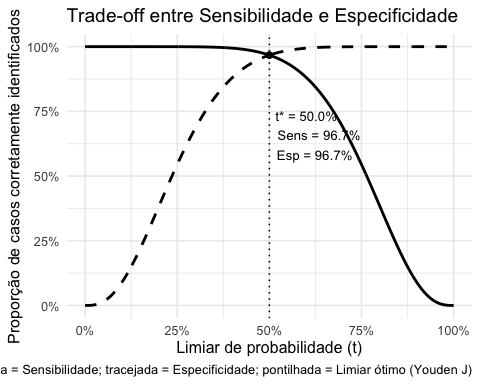 Trade-off entre Sensibilidade e Especificidade
Proporção de casos corretamente identificados
100%
75%
50%
25%
0%
t* = 50.0%
Sens = 96.7%
Esp = 96.7%
0% 25% 50% 75% 100%
Limiar de probabilidade (t)
a = Sensibilidade; tracejada = Especificidade; pontilhada = Limiar ótimo (Youden J)